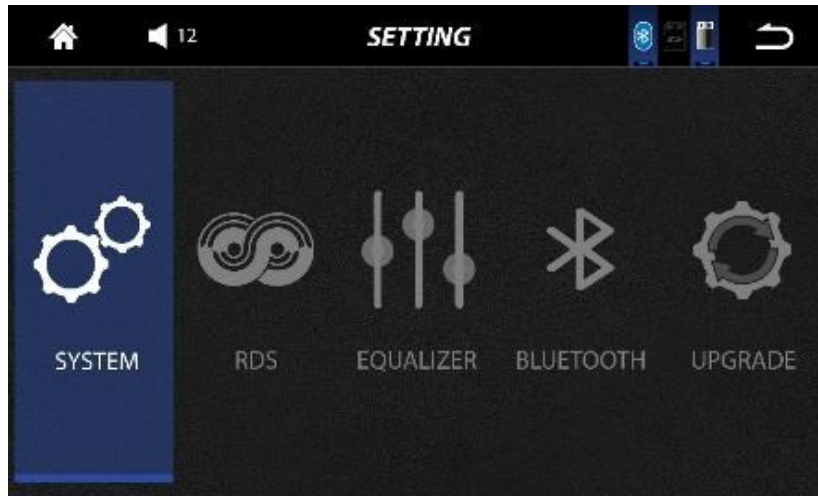 12
SETTING
SYSTEM
RDS
EQUALIZER
BLUETOOTH
UPGRADE